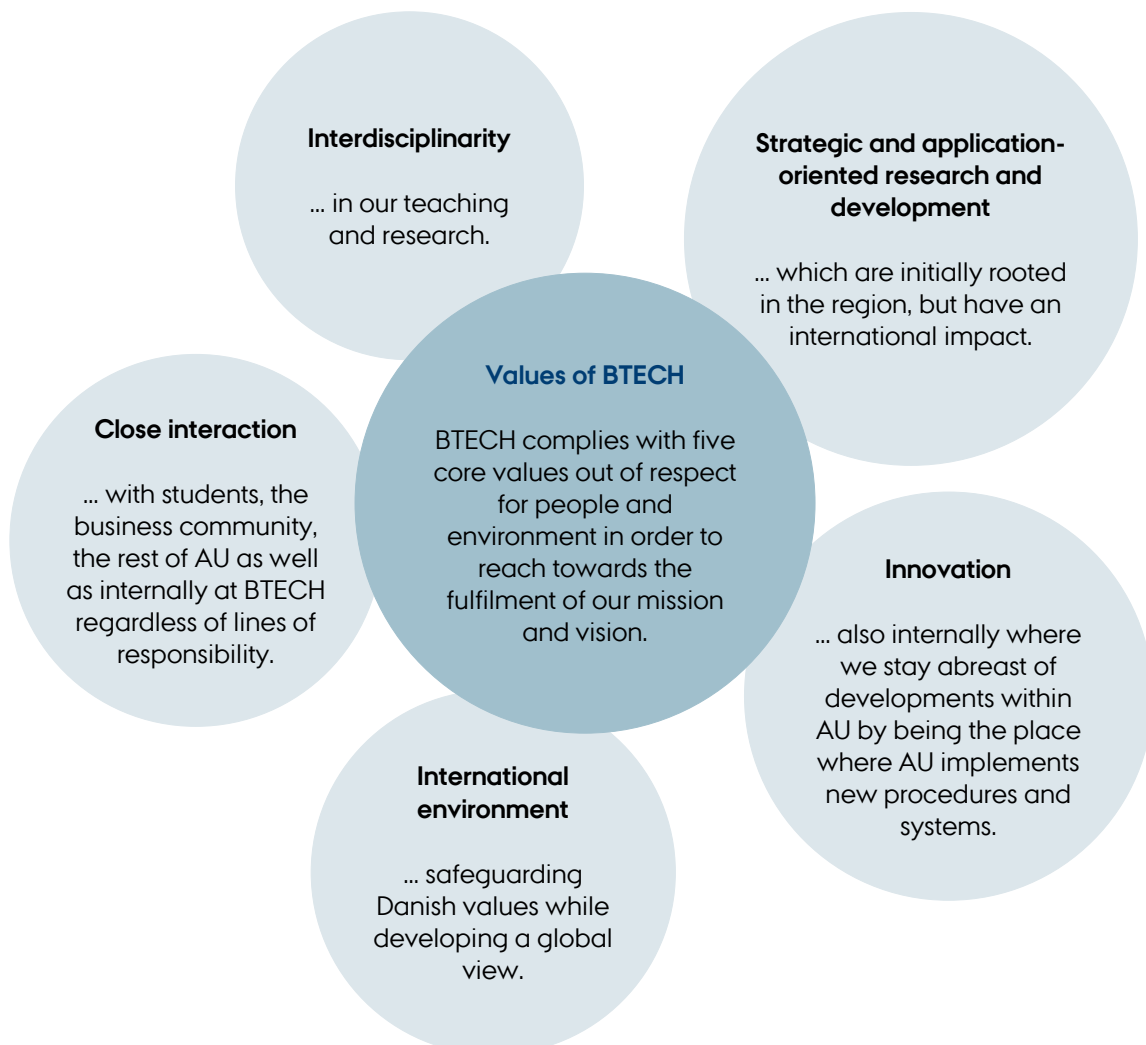 Interdisciplinarity
... in our teaching
and research.
Strategic and application-
oriented research and
development
... which are initially rooted
in the region, but have an
international impact.
Values of BTECH
BTECH complies with five
core values out of respect
for people and
environment in order to
reach towards the
fulfilment of our mission
and vision.
Close interaction
... with students, the
business community,
the rest of AU as well
as internally at BTECH
regardless of lines of
responsibility.
Innovation
... also internally where
we stay abreast of
developments within
AU by being the place
where AU implements
new procedures and
systems.
International
environment
... safeguarding
Danish values while
developing a global
view.